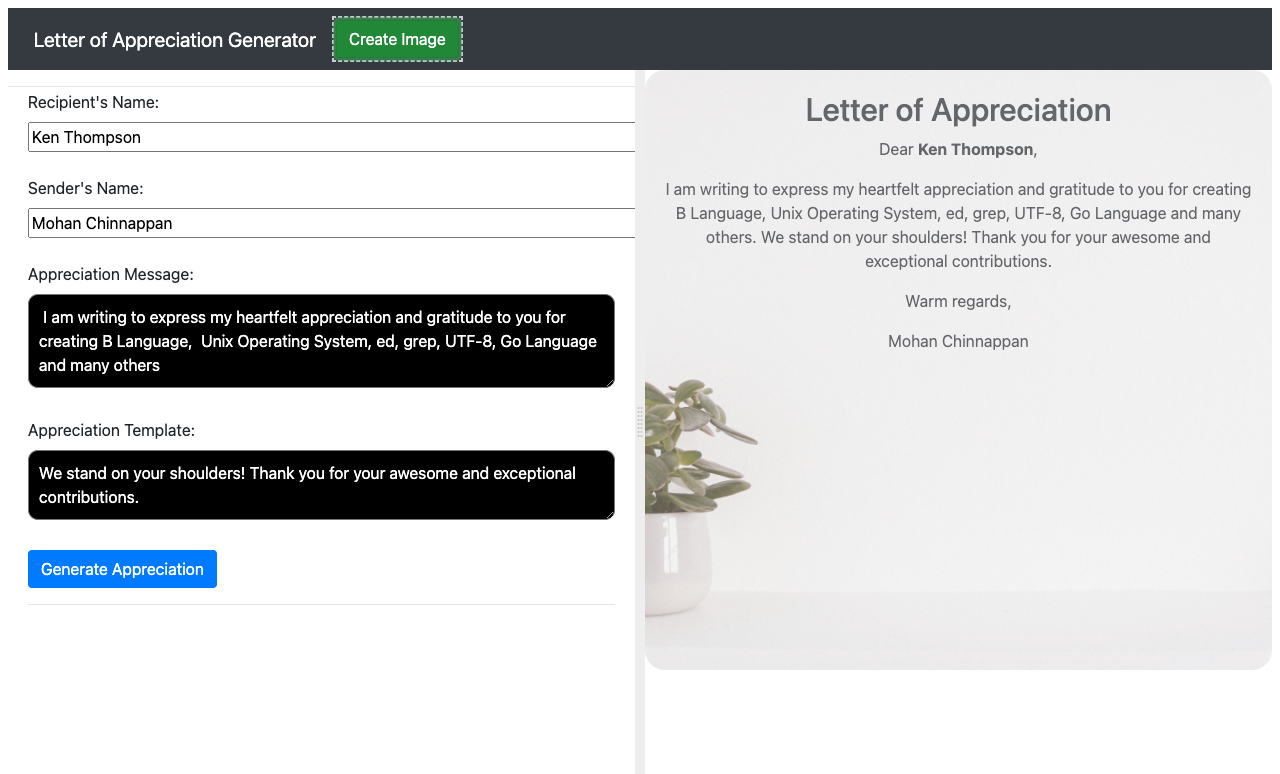 Letter of Appreciation Generator
Create Image
Recipient's Name:
Ken Thompson
Sender's Name:
Mohan Chinnappan
Appreciation Message:
I am writing to express my heartfelt appreciation and gratitude to you for
creating B Language,  Unix Operating System, ed, grep, UTF-8, Go Language
and many others
Appreciation Template:
We stand on your shoulders! Thank you for your awesome and exceptional
contributions.
Generate Appreciation
Letter of Appreciation
Dear Ken Thompson,
I am writing to express my heartfelt appreciation and gratitude to you for creating
B Language, Unix Operating System, ed, grep, UTF-8, Go Language and many
others. We stand on your shoulders! Thank you for your awesome and
exceptional contributions.
Warm regards,
Mohan Chinnappan